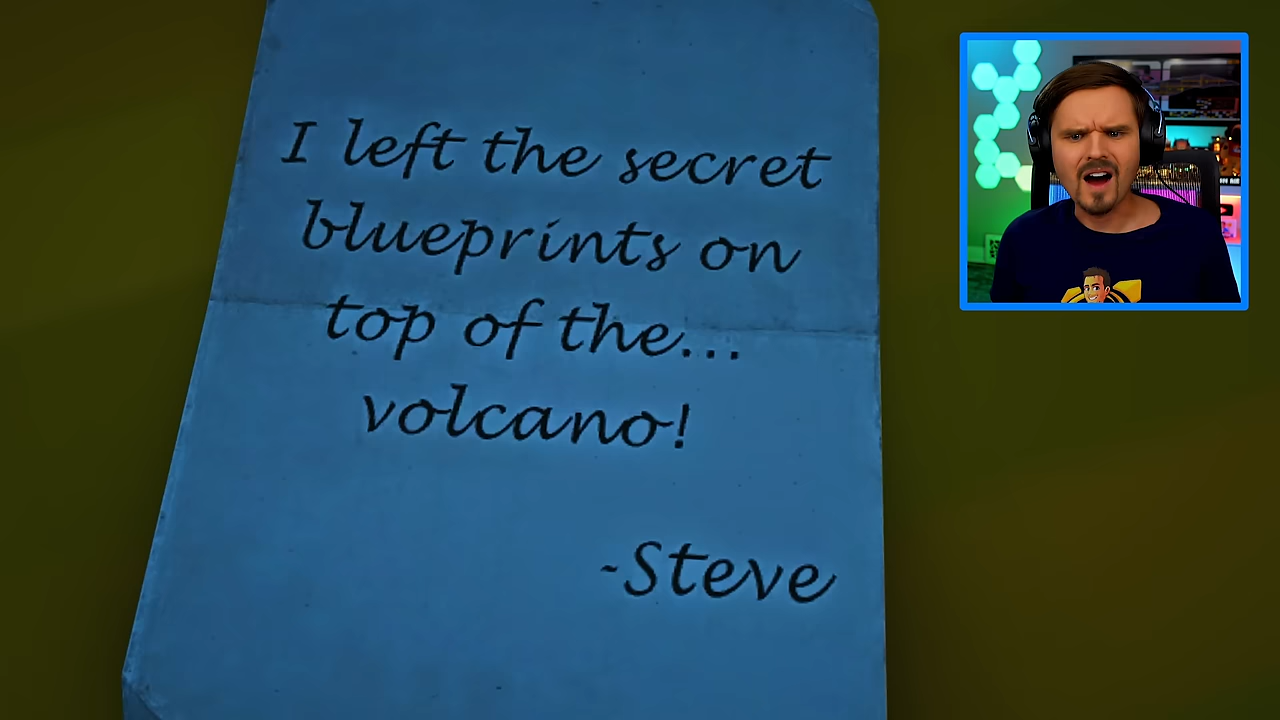 I left the secret
blueprints on
top of the...
volcano!
-Steve